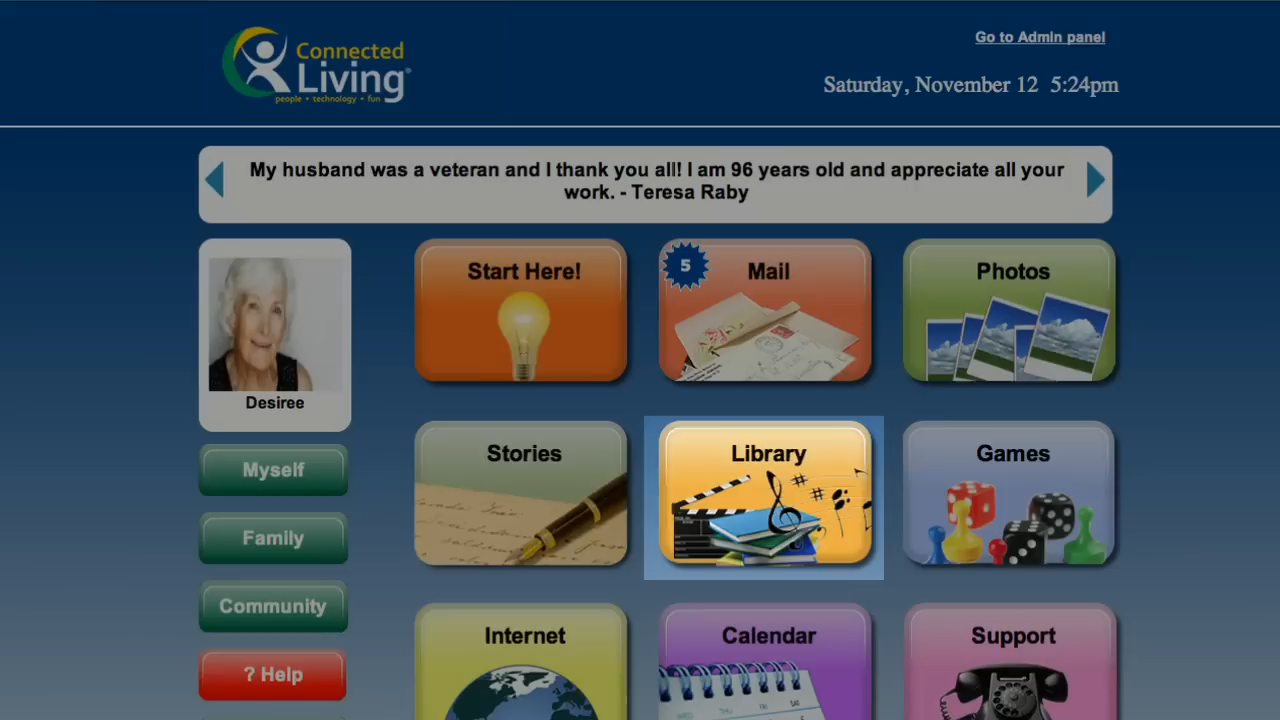 Connected
Living®
people • technology • fun
Go to Admin panel
Saturday, November 12 5:24pm
My husband was a veteran and I thank you all! I am 96 years old and appreciate all your
work. - Teresa Raby
Desiree
Myself
Family
Community
? Help
Start Here!
5
Mail
Photos
Stories
Library
Games
Internet
Calendar
Support